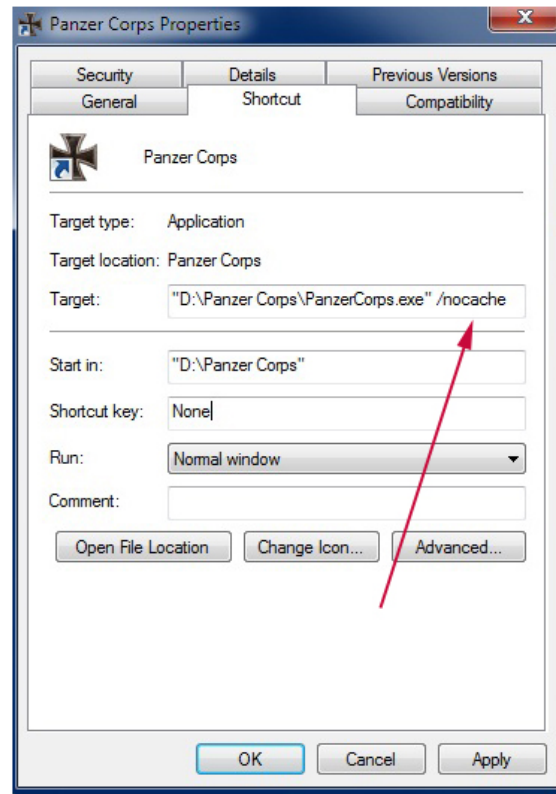 Panzer Corps Properties
Security Details Previous Versions
General Shortcut Compatibility
Panzer Corps
Target type: Application
Target location: Panzer Corps
Target: "D:\Panzer Corps\PanzerCorps.exe" /nocache
Start in: "D:\Panzer Corps"
Shortcut key: None
Run: Normal window
Comment:
Open File Location Change Icon... Advanced...
OK Cancel Apply